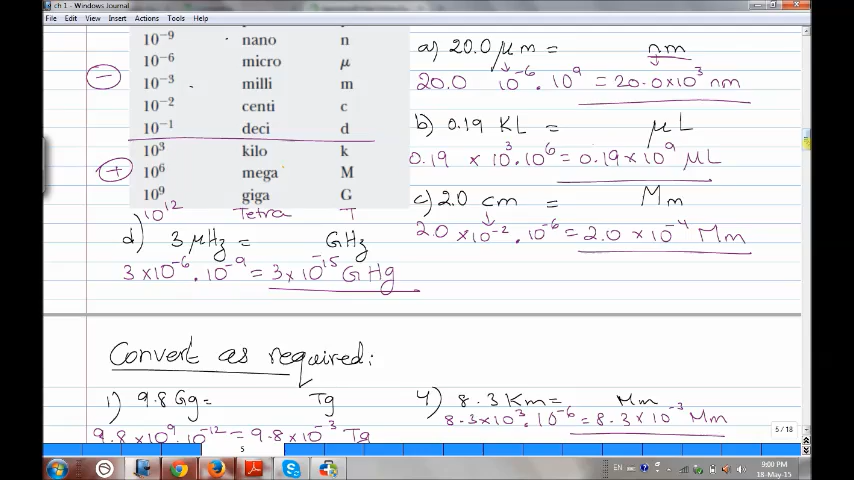 ch 1 - Windows Journal
File Edit View Insert Actions Tools Help
10⁻⁹ nano n
10⁻⁶ micro μ
10⁻³ milli m
10⁻² centi c
10⁻¹ deci d
10³ kilo k
10⁶ mega M
10⁹ giga G
10¹² Tetra T
−
+
a) 20.0 μm = nm
20.0 10⁻⁶ . 10⁹ = 20.0 x 10³ nm
b) 0.19 KL = μL
0.19 x 10³ . 10⁶ = 0.19 x 10⁹ μL
c) 2.0 cm = Mm
2.0 x 10⁻² . 10⁻⁶ = 2.0 x 10⁻⁴ Mm
d) 3 μHz = GHz
3 x 10⁻⁶ . 10⁻⁹ = 3 x 10⁻¹⁵ GHz
Convert as required:
1) 9.8 Gg = Tg
9.8 x 10⁹ . 10⁻¹² = 9.8 x 10⁻³ Tg
4) 8.3 Km = Mm
8.3 x 10³ . 10⁻⁶ = 8.3 x 10⁻³ Mm
5
5 / 18
EN
9:00 PM
18-May-15